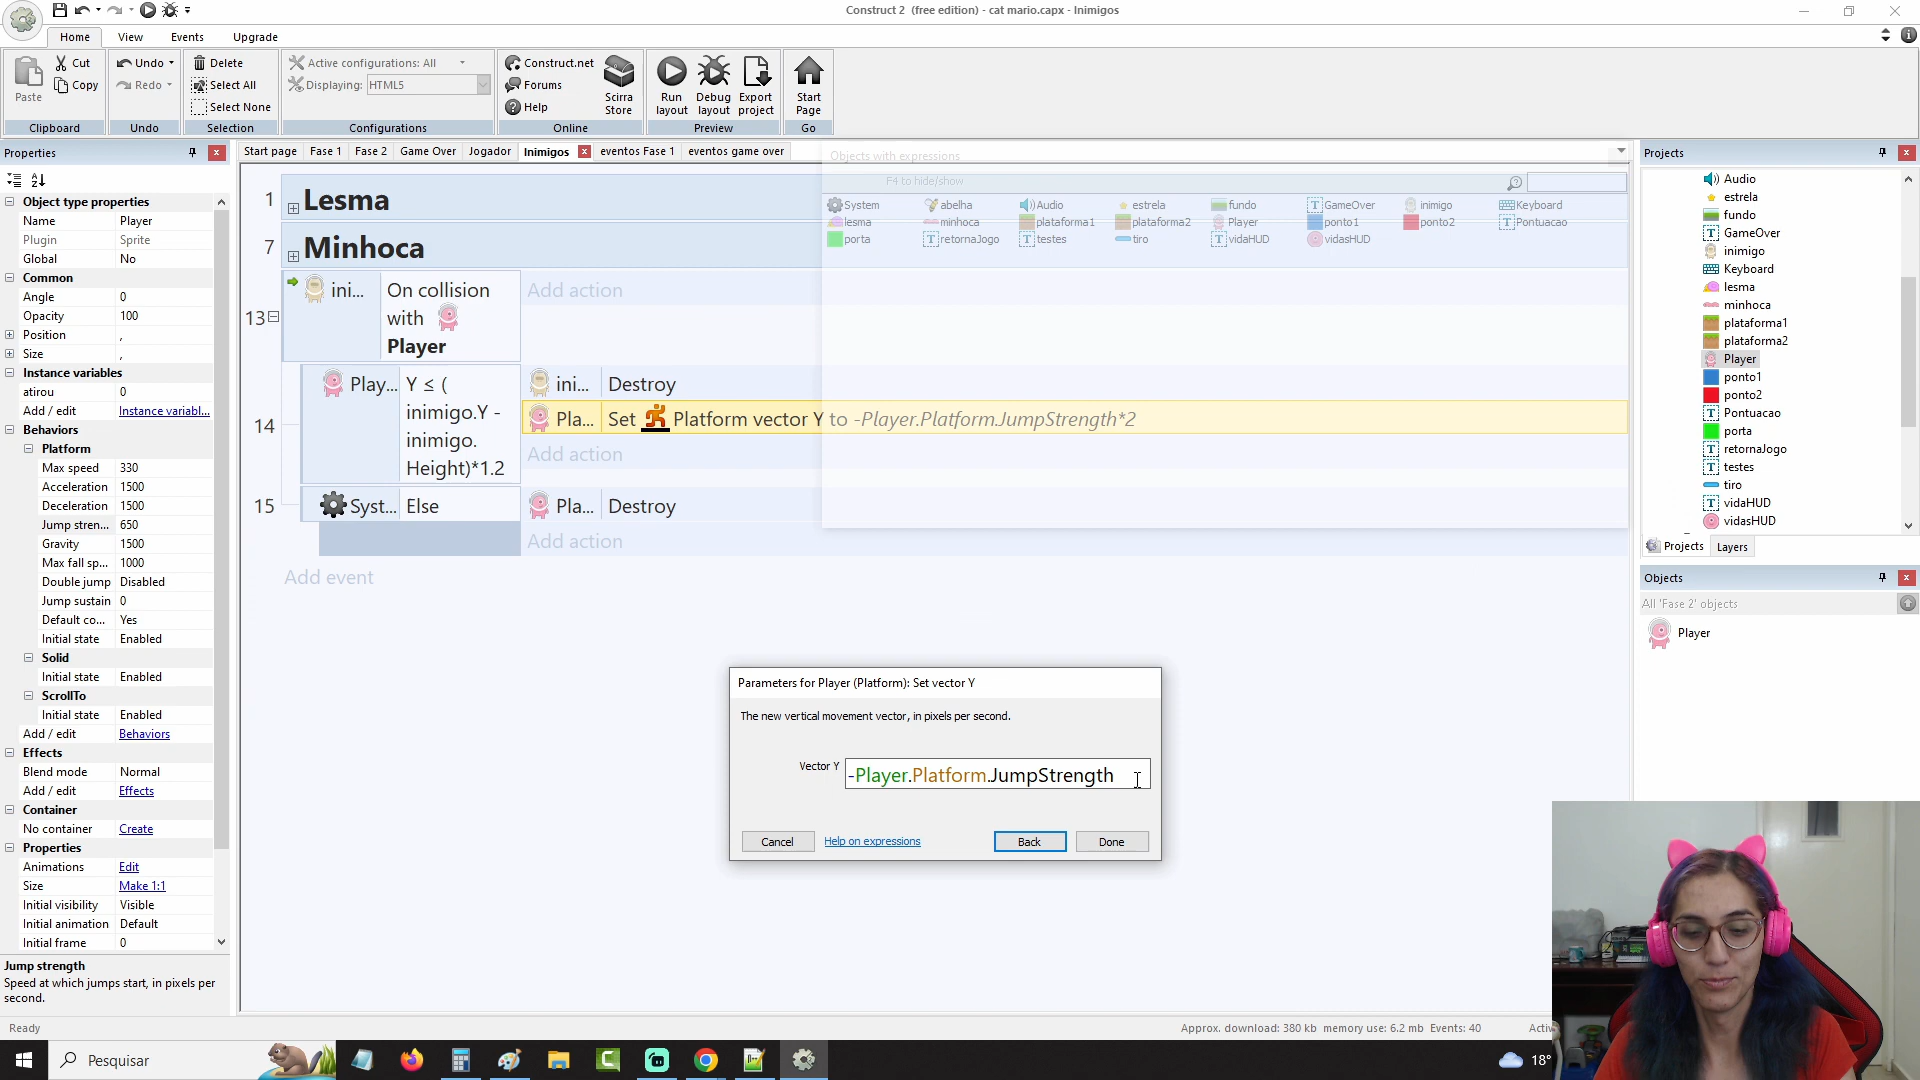 Construct 2 (free edition) - cat mario.capx - Inimigos
Home View Events Upgrade
Paste
Cut
Copy
Clipboard
Undo
Redo
Undo
Delete
Select All
Select None
Selection
Active configurations: All
Displaying: HTML5
Configurations
Construct.net
Forums
Help
Scirra Store
Online
Run layout
Debug layout
Export project
Preview
Start Page
Go
Properties
Object type properties
Name Player
Plugin Sprite
Global No
Common
Angle 0
Opacity 100
Position ,
Size ,
Instance variables
atirou 0
Add / edit Instance variabl...
Behaviors
Platform
Max speed 330
Acceleration 1500
Deceleration 1500
Jump stren... 650
Gravity 1500
Max fall sp... 1000
Double jump Disabled
Jump sustain 0
Default co... Yes
Initial state Enabled
Solid
Initial state Enabled
ScrollTo
Initial state Enabled
Add / edit Behaviors
Effects
Blend mode Normal
Add / edit Effects
Container
No container Create
Properties
Animations Edit
Size Make 1:1
Initial visibility Visible
Initial animation Default
Initial frame 0
Jump strength
Speed at which jumps start, in pixels per
second.
Start page Fase 1 Fase 2 Game Over Jogador Inimigos eventos Fase 1 eventos game over
Objects with expressions
F4 to hide/show
System abelha Audio estrela fundo GameOver inimigo Keyboard
lesma minhoca plataforma1 plataforma2 Player ponto1 ponto2 Pontuacao
porta retornaJogo testes tiro vidaHUD vidasHUD
1 Lesma
7 Minhoca
13 ini... On collision
with
Player
Add action
14 Play... Y ≤ (
inimigo.Y -
inimigo.
Height)*1.2
ini... Destroy
Pla... Set Platform vector Y to -Player.Platform.JumpStrength*2
Add action
15 Syst... Else Pla... Destroy
Add action
Add event
Parameters for Player (Platform): Set vector Y
The new vertical movement vector, in pixels per second.
Vector Y -Player.Platform.JumpStrength
Cancel Help on expressions Back Done
Projects
Audio
estrela
fundo
GameOver
inimigo
Keyboard
lesma
minhoca
plataforma1
plataforma2
Player
ponto1
ponto2
Pontuacao
porta
retornaJogo
testes
tiro
vidaHUD
vidasHUD
Projects Layers
Objects
All 'Fase 2' objects
Player
Ready
Approx. download: 380 kb memory use: 6.2 mb Events: 40
Pesquisar
18°